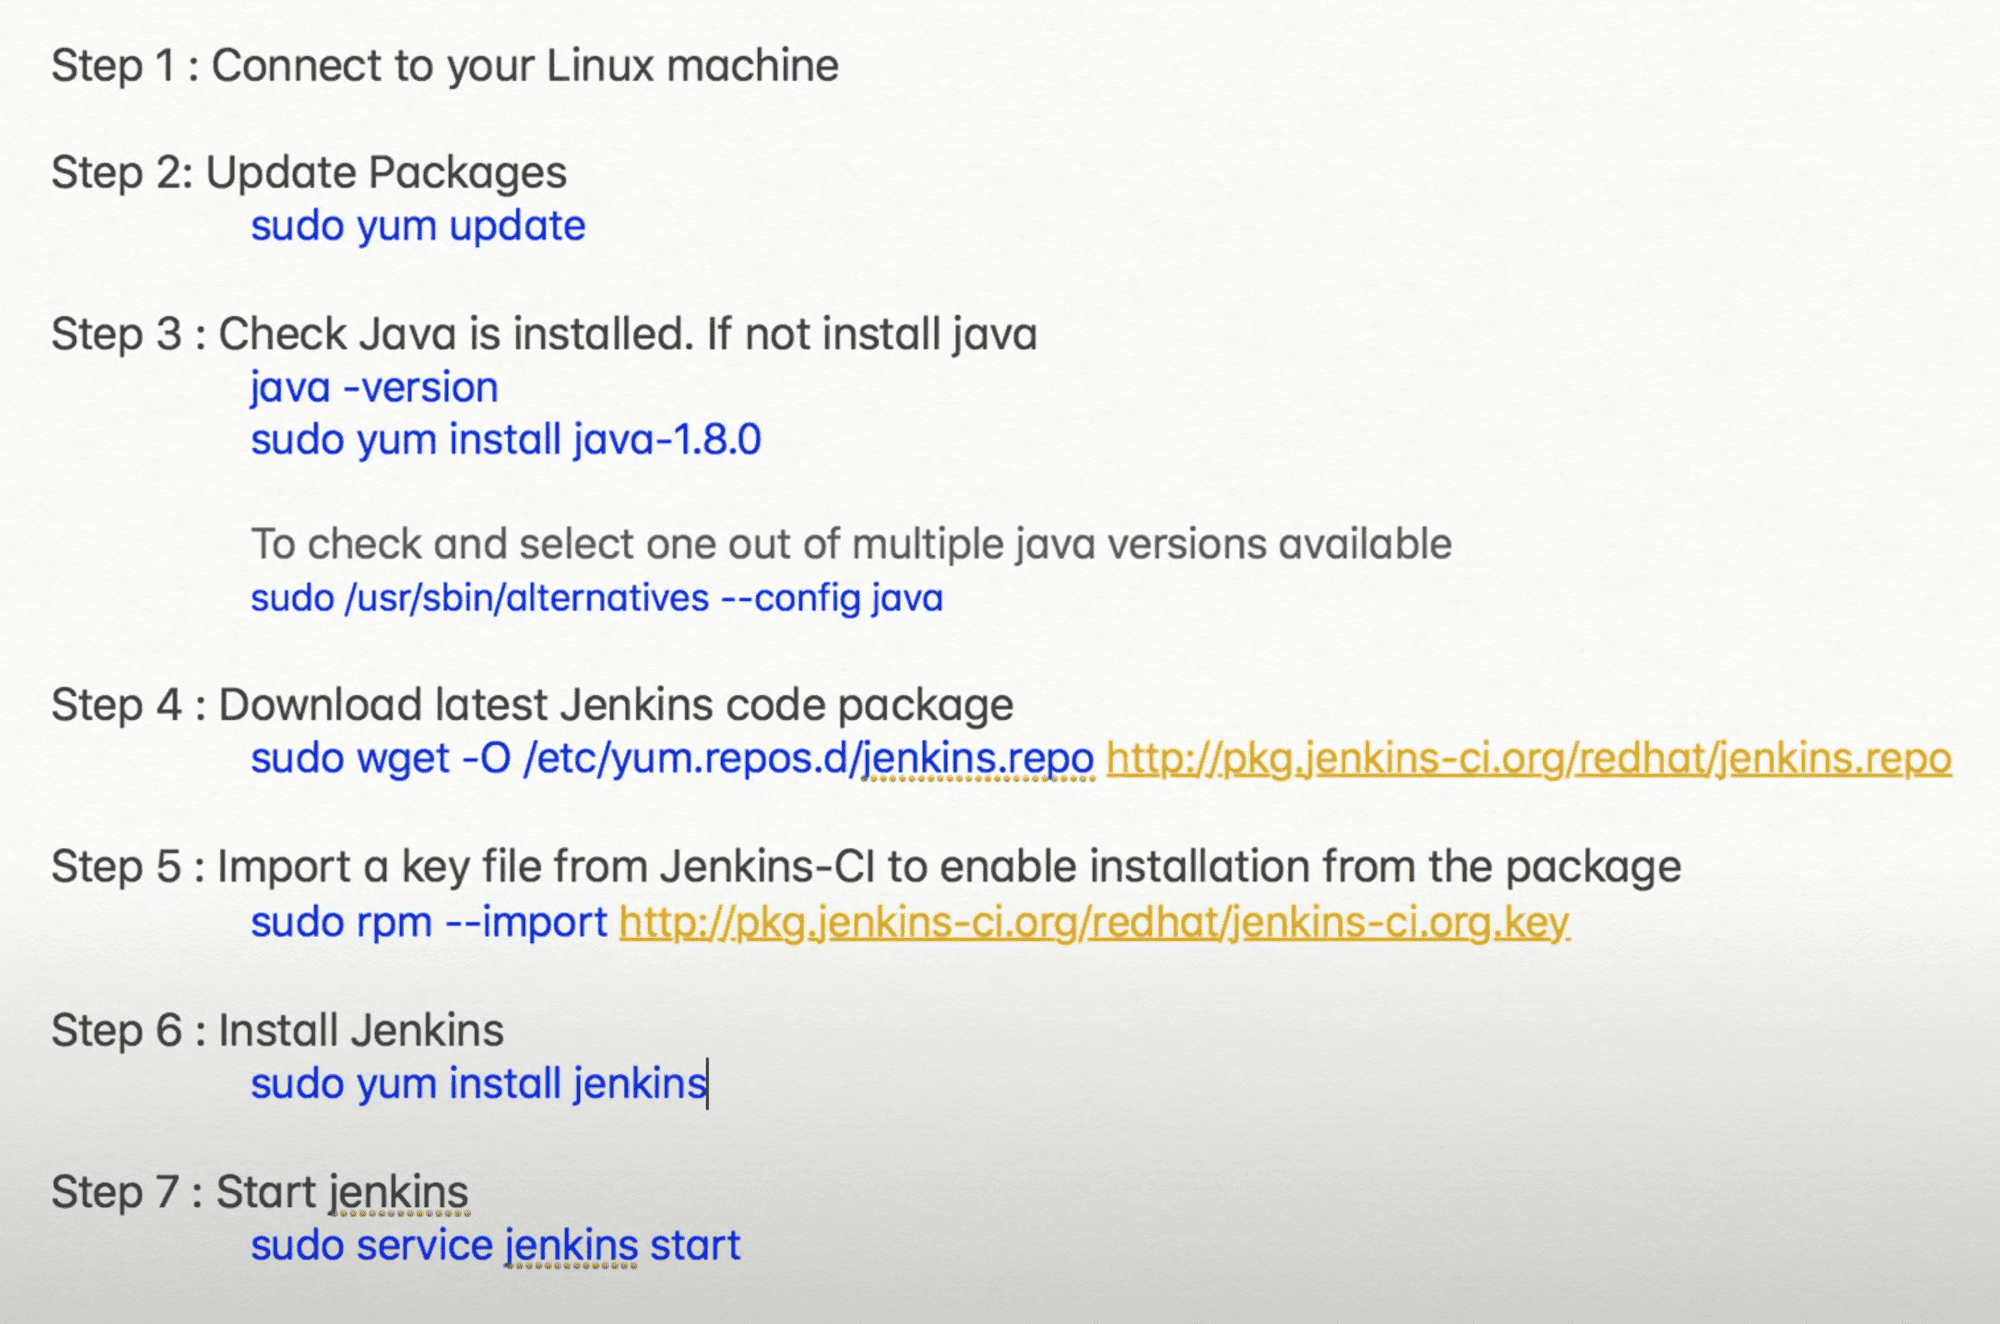 Step 1 : Connect to your Linux machine
Step 2: Update Packages
sudo yum update
Step 3 : Check Java is installed. If not install java
java -version
sudo yum install java-1.8.0
To check and select one out of multiple java versions available
sudo /usr/sbin/alternatives --config java
Step 4 : Download latest Jenkins code package
sudo wget -O /etc/yum.repos.d/jenkins.repo http://pkg.jenkins-ci.org/redhat/jenkins.repo
Step 5 : Import a key file from Jenkins-CI to enable installation from the package
sudo rpm --import http://pkg.jenkins-ci.org/redhat/jenkins-ci.org.key
Step 6 : Install Jenkins
sudo yum install jenkins
Step 7 : Start jenkins
sudo service jenkins start